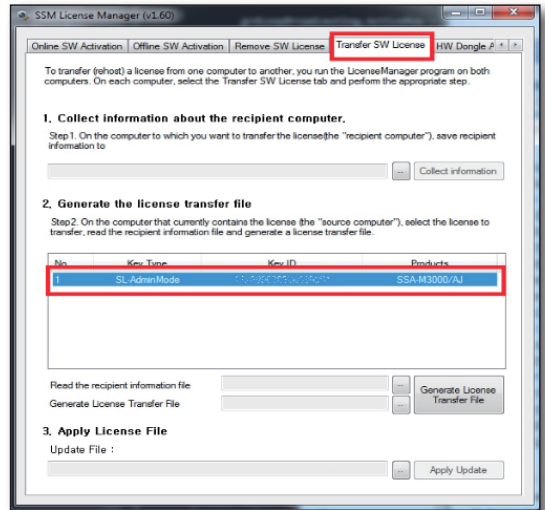 SSM License Manager (v1.60)
Online SW Activation Offline SW Activation Remove SW License Transfer SW License HW Dongle A
To transfer (rehost) a license from one computer to another, you run the LicenseManager program on both
computers. On each computer, select the Transfer SW License tab and perform the appropriate step.
1. Collect information about the recipient computer.
Step1. On the computer to which you want to transfer the license(the "recipient computer"), save recipient
information to
... Collect information
2. Generate the license transfer file
Step2. On the computer that currently contains the license (the "source computer"), select the license to
transfer, read the recipient information file and generate a license transfer file.
No Key Type Key ID Products
1 SL-AdminMode SSA-M3000/AJ
Read the recipient information file ...
Generate License Transfer File ...
Generate License
Transfer File
3. Apply License File
Update File :
... Apply Update